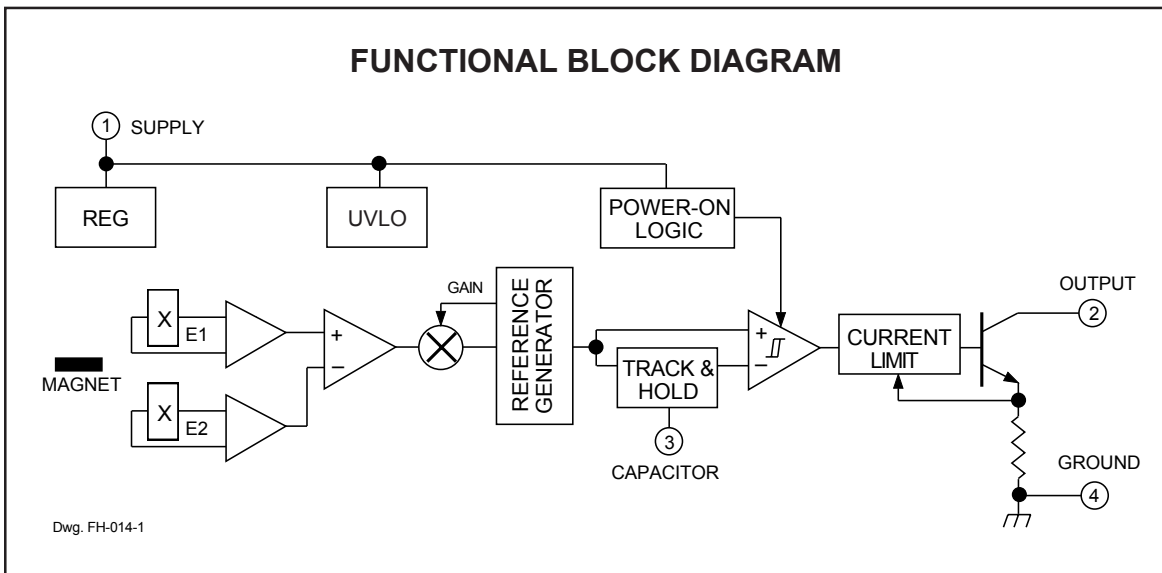 FUNCTIONAL BLOCK DIAGRAM
1 SUPPLY
REG
UVLO
POWER-ON
LOGIC
OUTPUT
2
GAIN
REFERENCE
GENERATOR
X
E1
+
−
MAGNET
X
E2
+
−
TRACK &
HOLD
3
CAPACITOR
CURRENT
LIMIT
GROUND
4
Dwg. FH-014-1